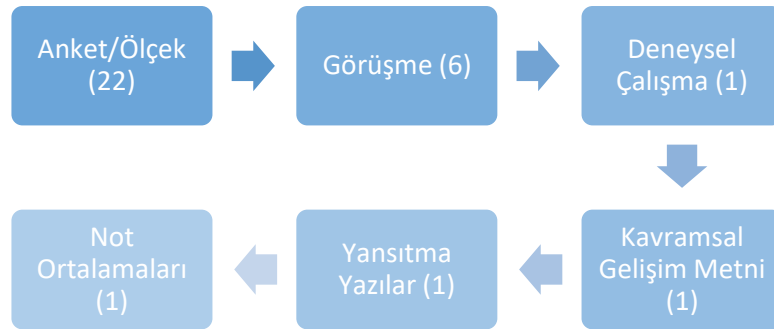 Anket/Ölçek
(22)
Görüşme (6)
Deneysel
Çalışma (1)
Kavramsal
Gelişim Metni
(1)
Yansıtma
Yazılar (1)
Not
Ortalamaları
(1)